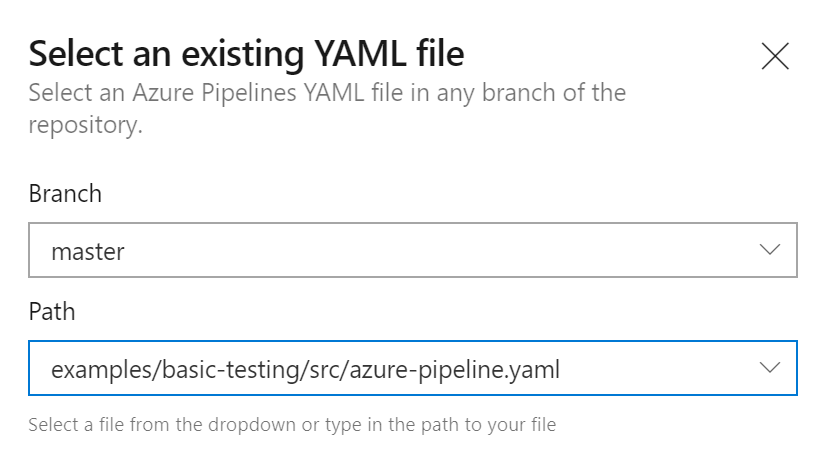 Select an existing YAML file
Select an Azure Pipelines YAML file in any branch of the
repository.
Branch
master
Path
examples/basic-testing/src/azure-pipeline.yaml
Select a file from the dropdown or type in the path to your file